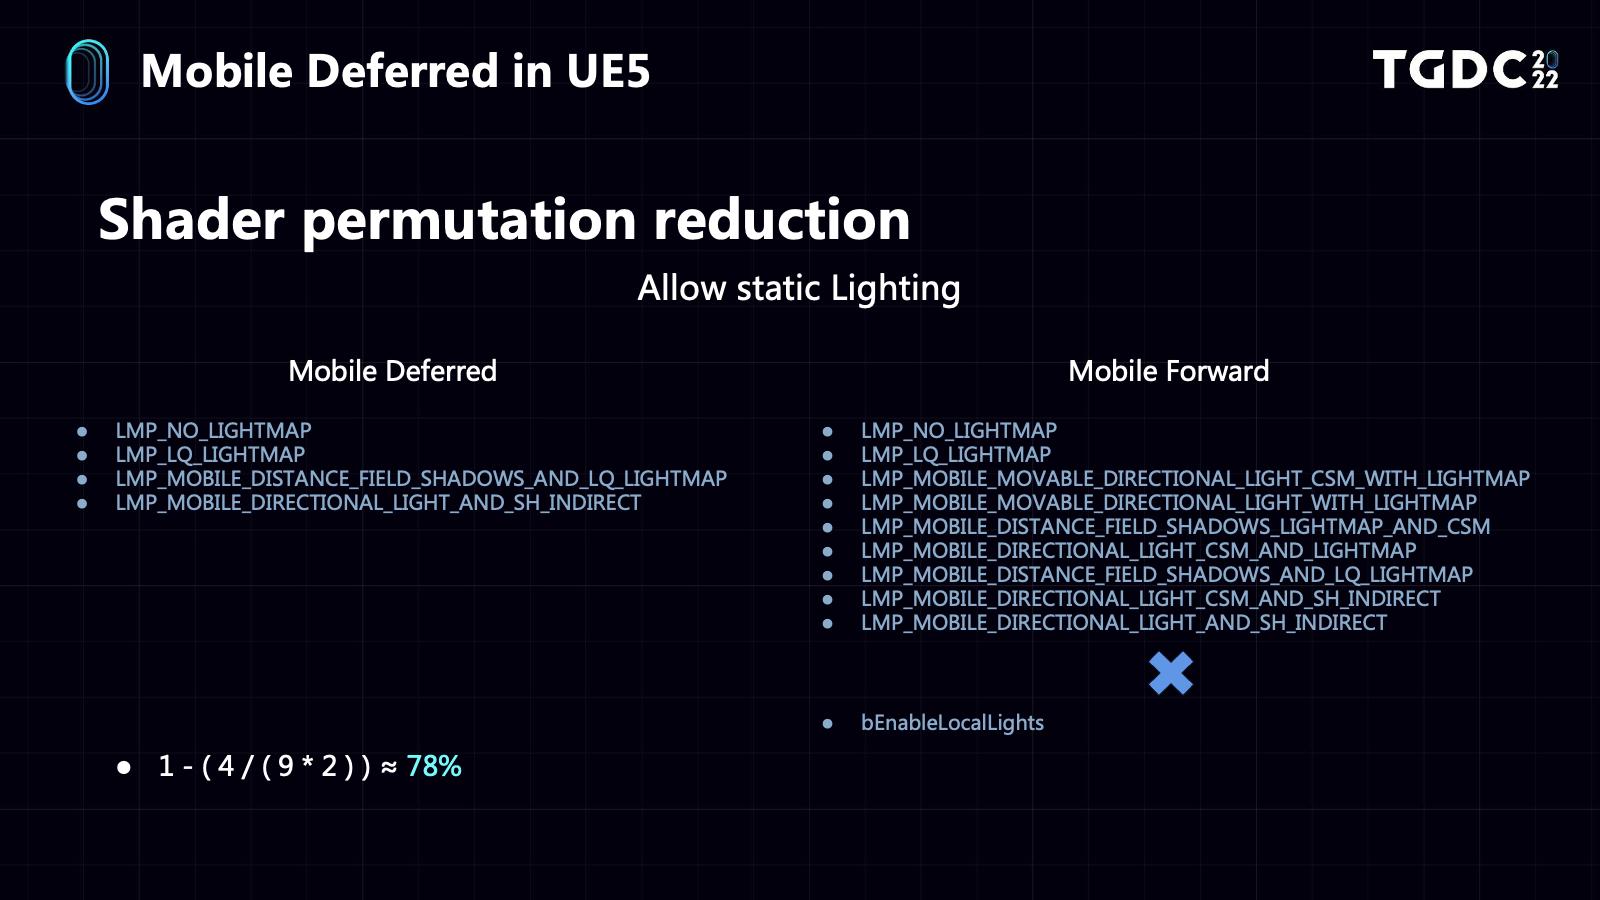 Mobile Deferred in UE5
TGDC 2022
Shader permutation reduction
Allow static Lighting
Mobile Deferred
● LMP_NO_LIGHTMAP
● LMP_LQ_LIGHTMAP
● LMP_MOBILE_DISTANCE_FIELD_SHADOWS_AND_LQ_LIGHTMAP
● LMP_MOBILE_DIRECTIONAL_LIGHT_AND_SH_INDIRECT
● 1 - ( 4 / ( 9 * 2 ) ) ≈ 78%
Mobile Forward
● LMP_NO_LIGHTMAP
● LMP_LQ_LIGHTMAP
● LMP_MOBILE_MOVABLE_DIRECTIONAL_LIGHT_CSM_WITH_LIGHTMAP
● LMP_MOBILE_MOVABLE_DIRECTIONAL_LIGHT_WITH_LIGHTMAP
● LMP_MOBILE_DISTANCE_FIELD_SHADOWS_LIGHTMAP_AND_CSM
● LMP_MOBILE_DIRECTIONAL_LIGHT_CSM_AND_LIGHTMAP
● LMP_MOBILE_DISTANCE_FIELD_SHADOWS_AND_LQ_LIGHTMAP
● LMP_MOBILE_DIRECTIONAL_LIGHT_CSM_AND_SH_INDIRECT
● LMP_MOBILE_DIRECTIONAL_LIGHT_AND_SH_INDIRECT
● bEnableLocalLights